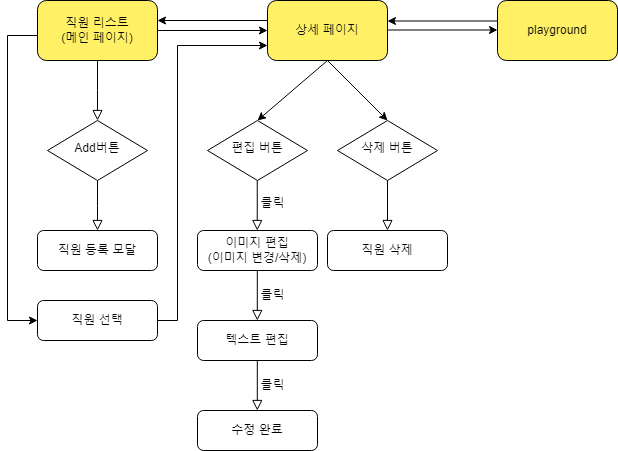 직원 리스트
(메인 페이지)
상세 페이지
playground
Add버튼
편집 버튼
삭제 버튼
클릭
직원 등록 모달
이미지 편집
(이미지 변경/삭제)
직원 삭제
클릭
직원 선택
텍스트 편집
클릭
수정 완료